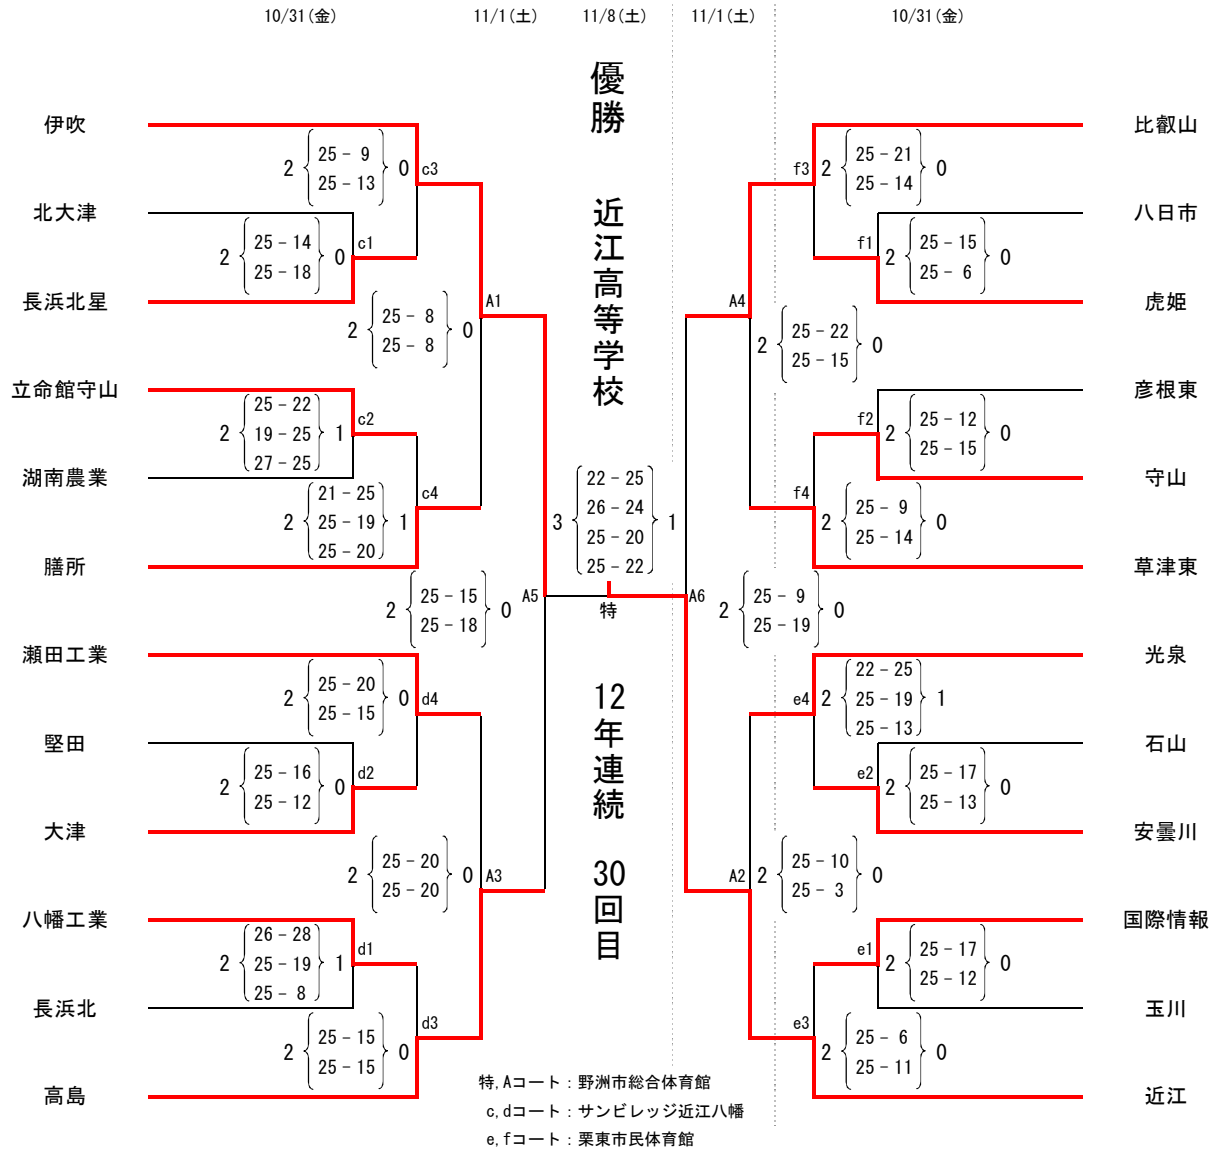 10/31(金)
11/1(土)
11/8(土)
11/1(土)
10/31(金)
優勝 近江高等学校 12年連続 30回目
伊吹
2 25－9 0 c3
25－13
北大津
2 25－14 0 c1
25－18
長浜北星
2 25－8 0 A1
25－8
立命館守山
2 25－22 1 c2
19－25
27－25
湖南農業
2 21－25 1 c4
25－19
25－20
膳所
2 25－15 0 A5
25－18
瀬田工業
2 25－20 0 d4
25－15
堅田
2 25－16 0 d2
25－12
大津
2 25－20 0 A3
25－20
八幡工業
2 26－28 1 d1
25－19
25－8
長浜北
2 25－15 0 d3
25－15
高島
3 22－25 1
26－24
25－20
25－22
特
比叡山
f3 2 25－21 0
25－14
八日市
f1 2 25－15 0
25－6
虎姫
A4 2 25－22 0
25－15
彦根東
f2 2 25－12 0
25－15
守山
f4 2 25－9 0
25－14
草津東
A6 2 25－9 0
25－19
光泉
e4 2 22－25 1
25－19
25－13
石山
e2 2 25－17 0
25－13
安曇川
A2 2 25－10 0
25－3
国際情報
e1 2 25－17 0
25－12
玉川
e3 2 25－6 0
25－11
近江
特,Aコート：野洲市総合体育館
c,dコート：サンビレッジ近江八幡
e,fコート：栗東市民体育館